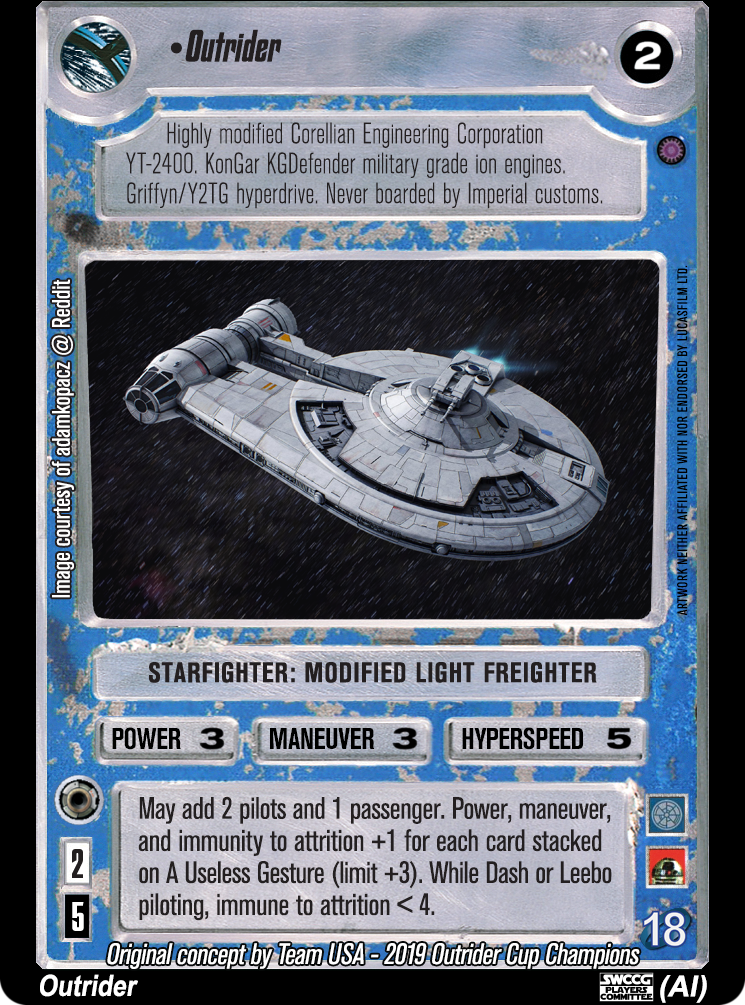 •Outrider
2
Highly modified Corellian Engineering Corporation
YT-2400. KonGar KGDefender military grade ion engines.
Griffyn/Y2TG hyperdrive. Never boarded by Imperial customs.
Image courtesy of adamkopacz @ Reddit
ARTWORK NEITHER AFFILIATED WITH NOR ENDORSED BY LUCASFILM LTD.
STARFIGHTER: MODIFIED LIGHT FREIGHTER
POWER 3 MANEUVER 3 HYPERSPEED 5
May add 2 pilots and 1 passenger. Power, maneuver,
and immunity to attrition +1 for each card stacked
on A Useless Gesture (limit +3). While Dash or Leebo
piloting, immune to attrition < 4.
2
5
18
Original concept by Team USA - 2019 Outrider Cup Champions
Outrider
SWCCG
PLAYERS
COMMITTEE
(AI)